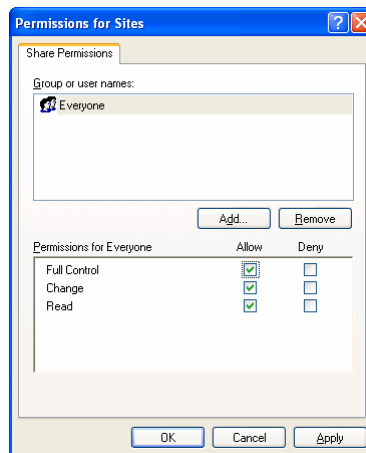 Permissions for Sites
Share Permissions
Group or user names:
Everyone
Add... Remove
Permissions for Everyone Allow Deny
Full Control
Change
Read
OK Cancel Apply